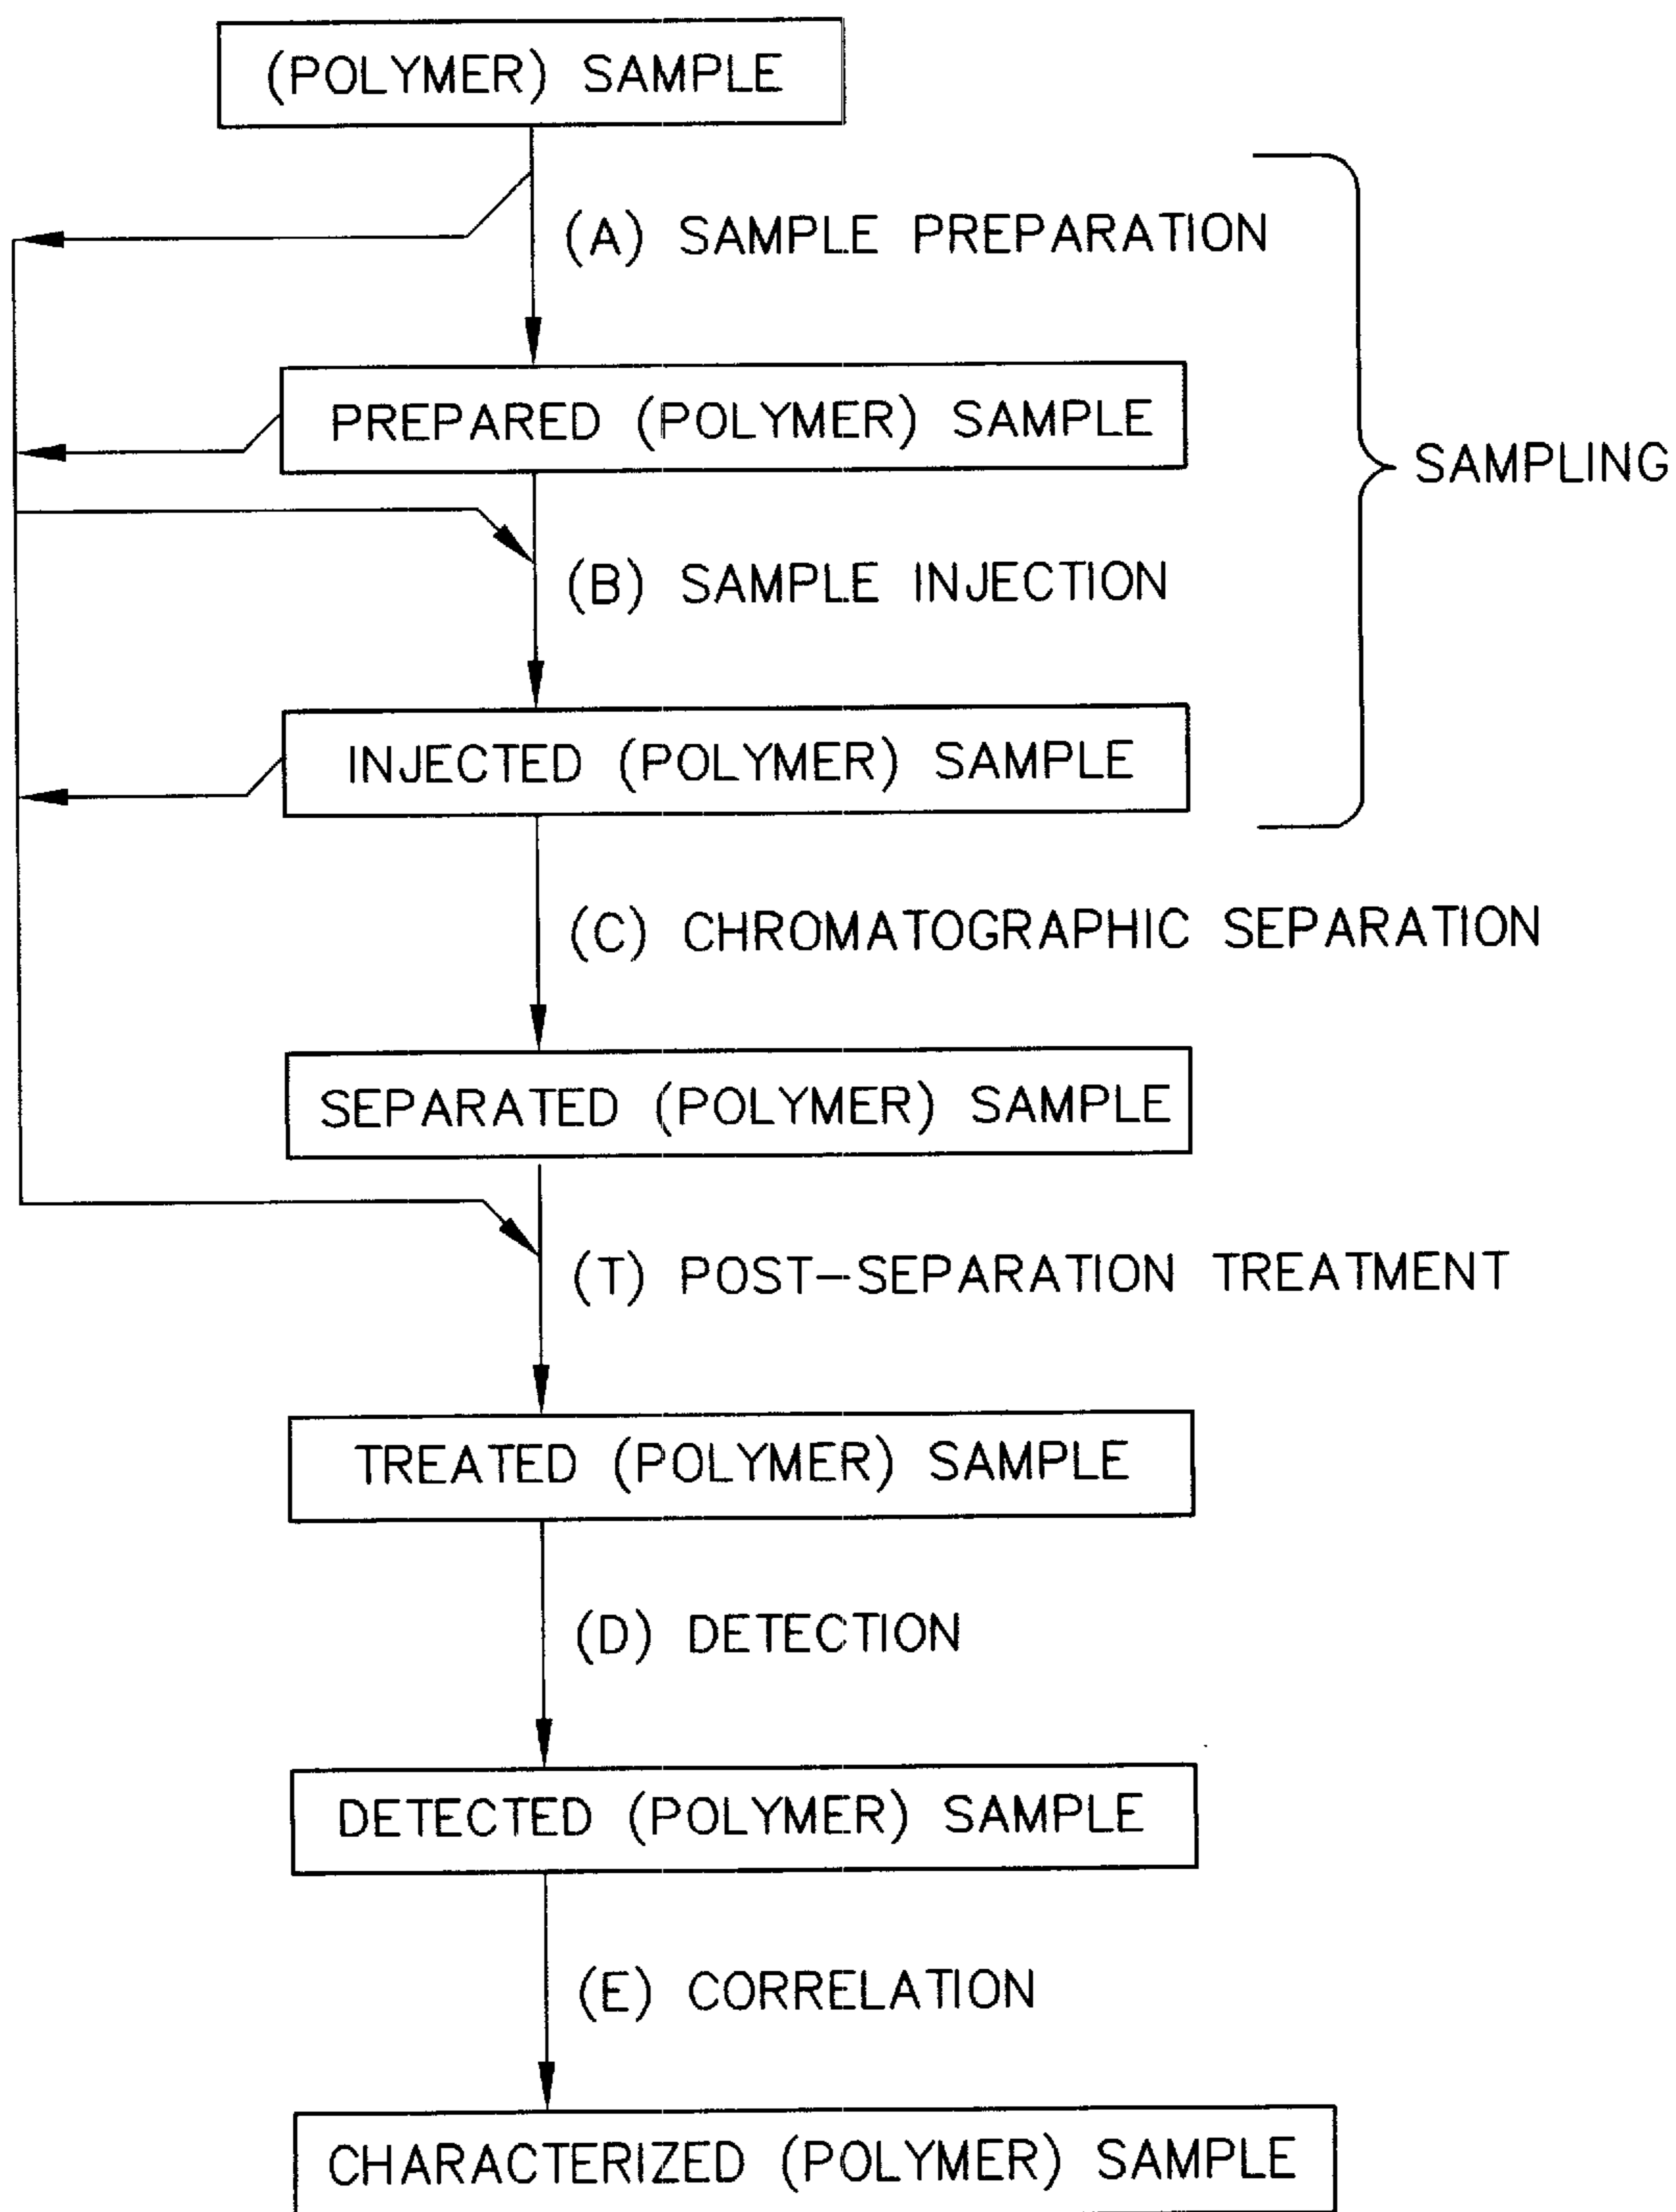 (POLYMER) SAMPLE
(A) SAMPLE PREPARATION
PREPARED (POLYMER) SAMPLE
SAMPLING
(B) SAMPLE INJECTION
INJECTED (POLYMER) SAMPLE
(C) CHROMATOGRAPHIC SEPARATION
SEPARATED (POLYMER) SAMPLE
(T) POST-SEPARATION TREATMENT
TREATED (POLYMER) SAMPLE
(D) DETECTION
DETECTED (POLYMER) SAMPLE
(E) CORRELATION
CHARACTERIZED (POLYMER) SAMPLE